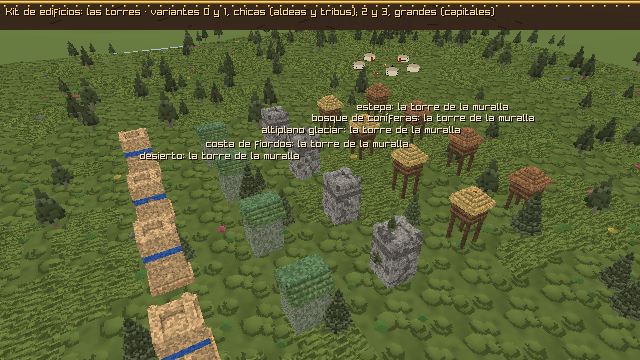 Kit de edificios: las torres · variantes 0 y 1, chicas (aldeas y tribus); 2 y 3, grandes (capitales)
estepa: la torre de la muralla
bosque de coníferas: la torre de la muralla
altiplano glaciar: la torre de la muralla
costa de fiordos: la torre de la muralla
desierto: la torre de la muralla